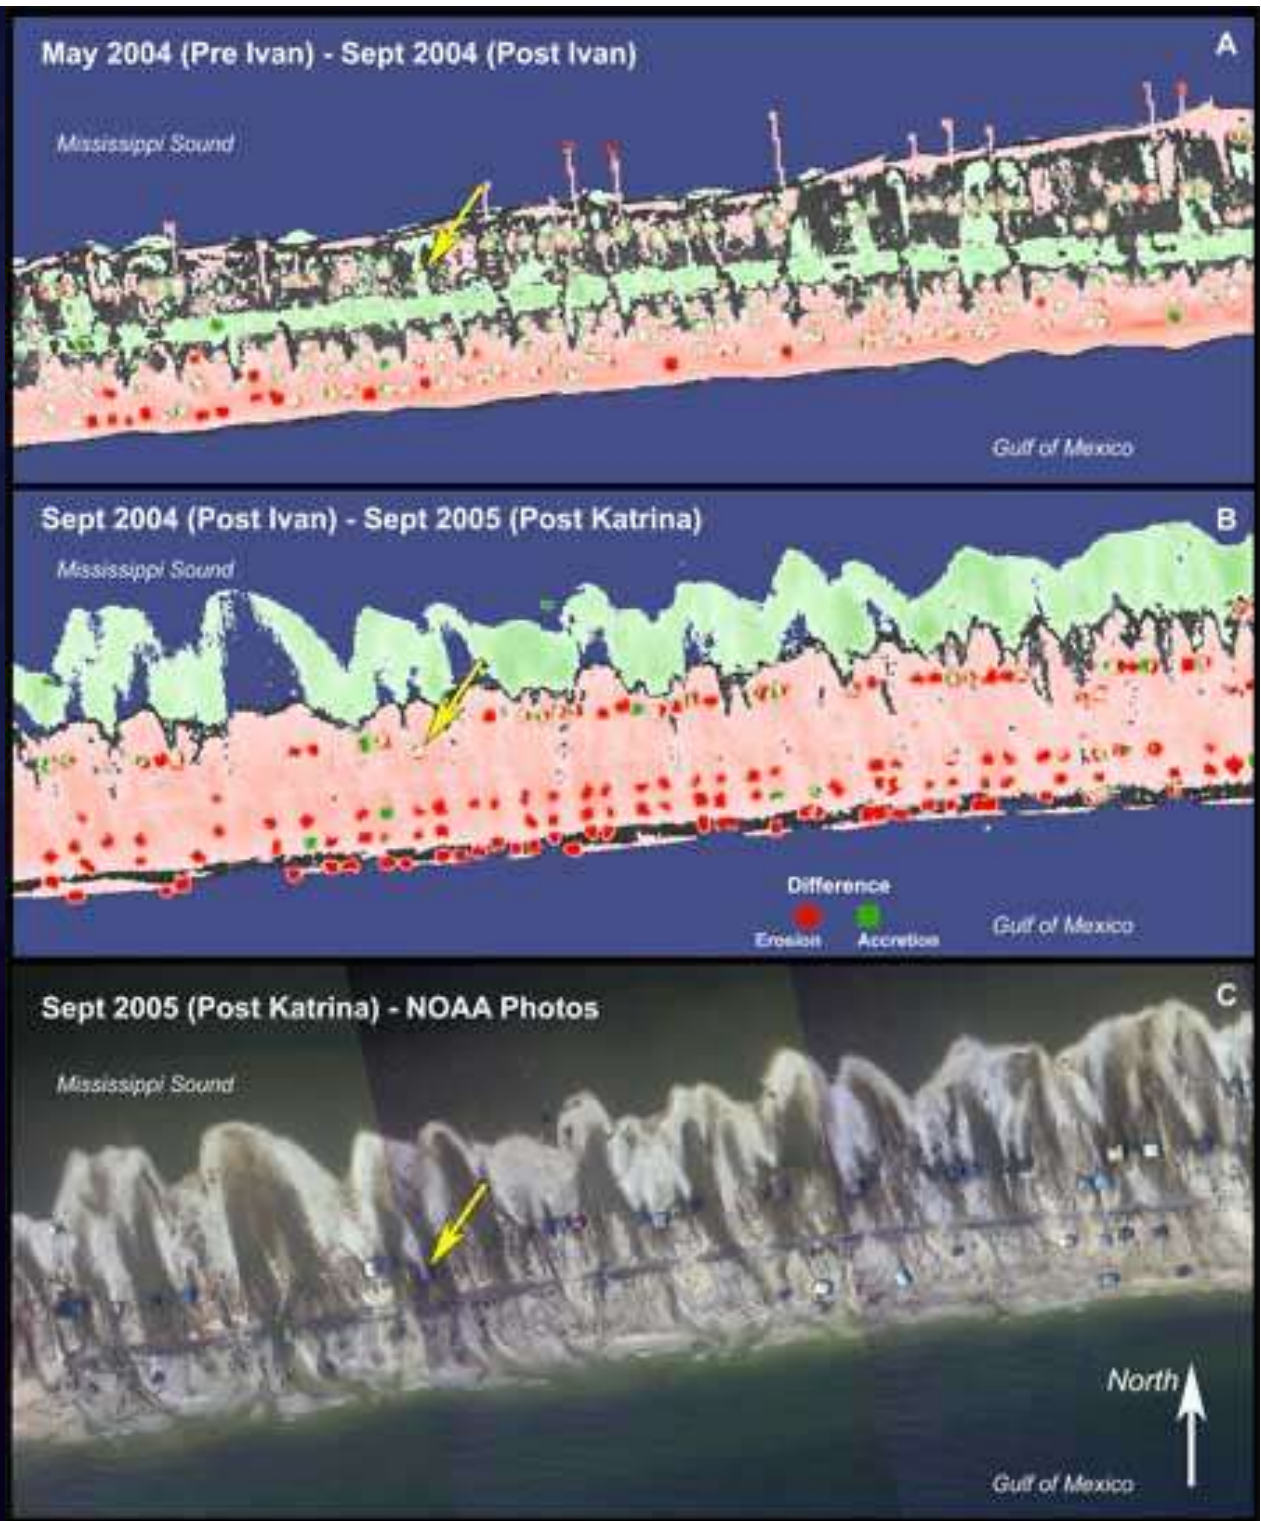 May 2004 (Pre Ivan) - Sept 2004 (Post Ivan)
A
Mississippi Sound
Gulf of Mexico
Sept 2004 (Post Ivan) - Sept 2005 (Post Katrina)
B
Mississippi Sound
Difference
Erosion Accretion
Gulf of Mexico
Sept 2005 (Post Katrina) - NOAA Photos
C
Mississippi Sound
North
Gulf of Mexico